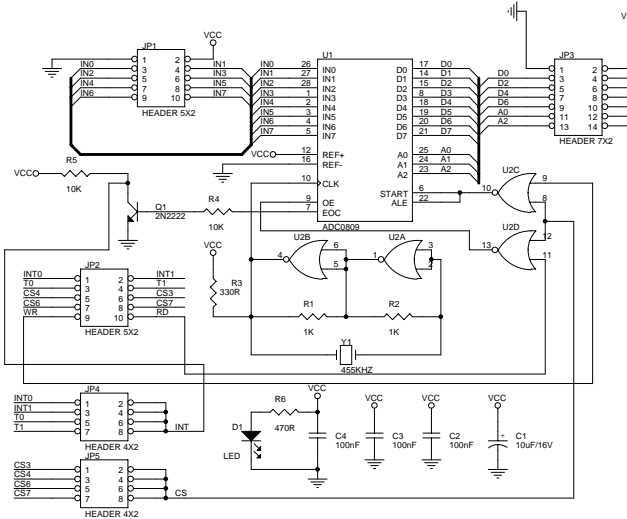 VCC
JP1
1 2
3 4
5 6
7 8
9 10
HEADER 5X2
IN0
IN2
IN4
IN6
IN1
IN3
IN5
IN7
IN0
IN1
IN2
IN3
IN4
IN5
IN6
IN7
U1
26 IN0
27 IN1
28 IN2
1 IN3
2 IN4
3 IN5
4 IN6
5 IN7
VCC 12 REF+
16 REF-
10 CLK
9 OE
7 EOC
D0 17 D0
D1 14 D1
D2 15 D2
D3 8 D3
D4 18 D4
D5 19 D5
D6 20 D6
D7 21 D7
A0 25 A0
A1 24 A1
A2 23 A2
START 6
ALE 22
ADC0809
JP3
D0 1 2
D2 3 4
D4 5 6
D6 7 8
A0 9 10
A2 11 12
13 14
HEADER 7X2
V
R5
VCC
10K
Q1
2N2222
R4
10K
U2C
10 9
8
U2D
13 12
11
VCC
R3
330R
U2B
4 6
5
U2A
1 3
2
R1
1K
R2
1K
Y1
455KHZ
JP2
INT0 1 2 INT1
T0 3 4 T1
CS4 5 6 CS3
CS6 7 8 CS7
WR 9 10 RD
HEADER 5X2
JP4
INT0 1 2
INT1 3 4
T0 5 6
T1 7 8 INT
HEADER 4X2
JP5
CS3 1 2
CS4 3 4
CS6 5 6
CS7 7 8 CS
HEADER 4X2
D1
LED
R6
470R
VCC
C4
100nF
VCC
C3
100nF
VCC
C2
100nF
VCC
+
C1
10uF/16V